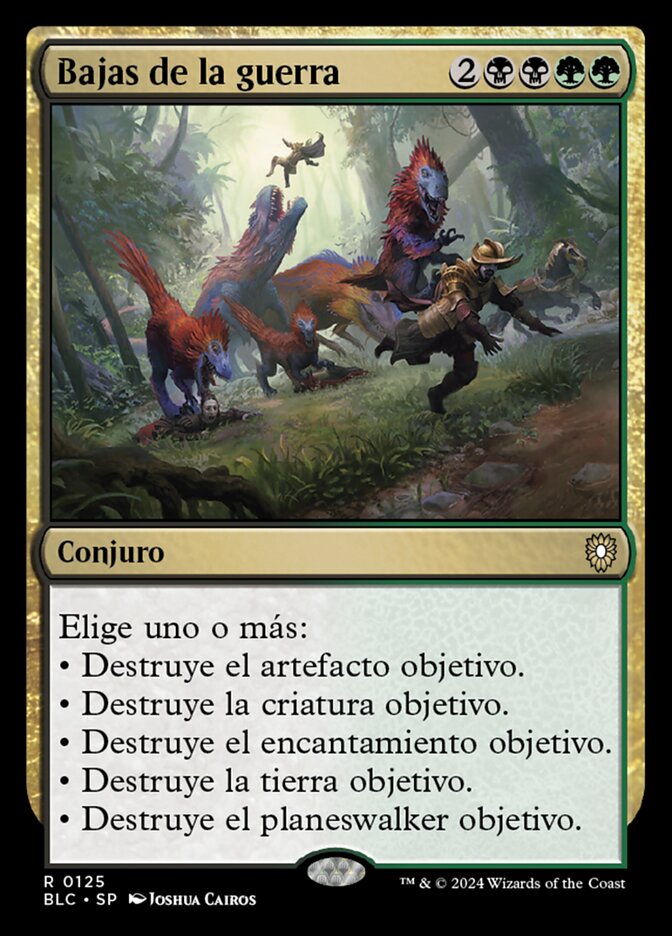 Bajas de la guerra 2
Conjuro
Elige uno o más:
• Destruye el artefacto objetivo.
• Destruye la criatura objetivo.
• Destruye el encantamiento objetivo.
• Destruye la tierra objetivo.
• Destruye el planeswalker objetivo.
R 0125
BLC • SP Joshua Cairos
™ & © 2024 Wizards of the Coast